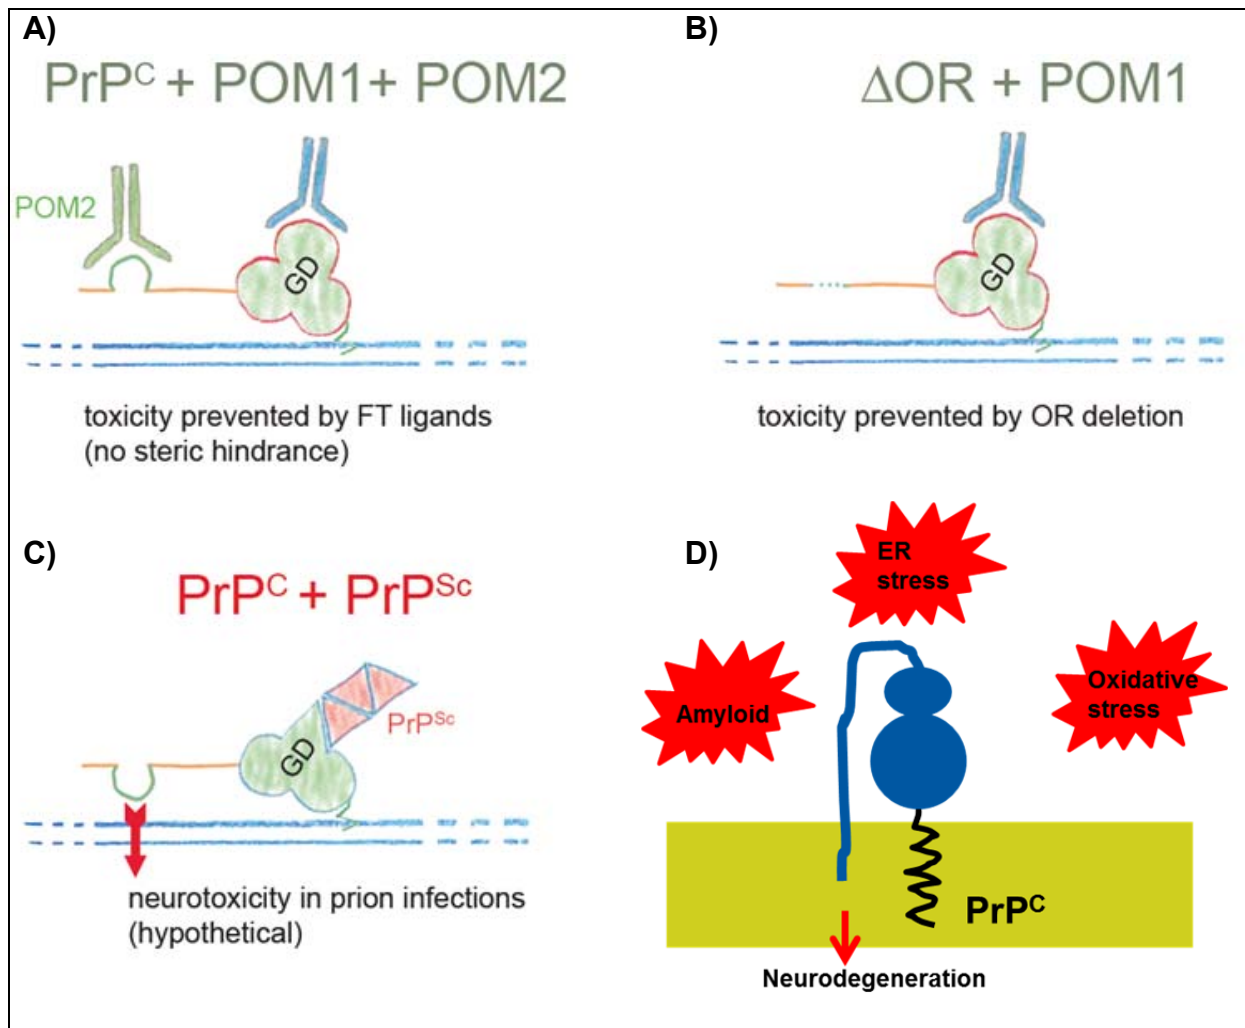 A)
PrPC + POM1+ POM2
POM2
GD
toxicity prevented by FT ligands
(no steric hindrance)
B)
ΔOR + POM1
GD
toxicity prevented by OR deletion
C)
PrPC + PrPSc
PrPSc
GD
neurotoxicity in prion infections
(hypothetical)
D)
ER
stress
Amyloid
Oxidative
stress
PrPC
Neurodegeneration